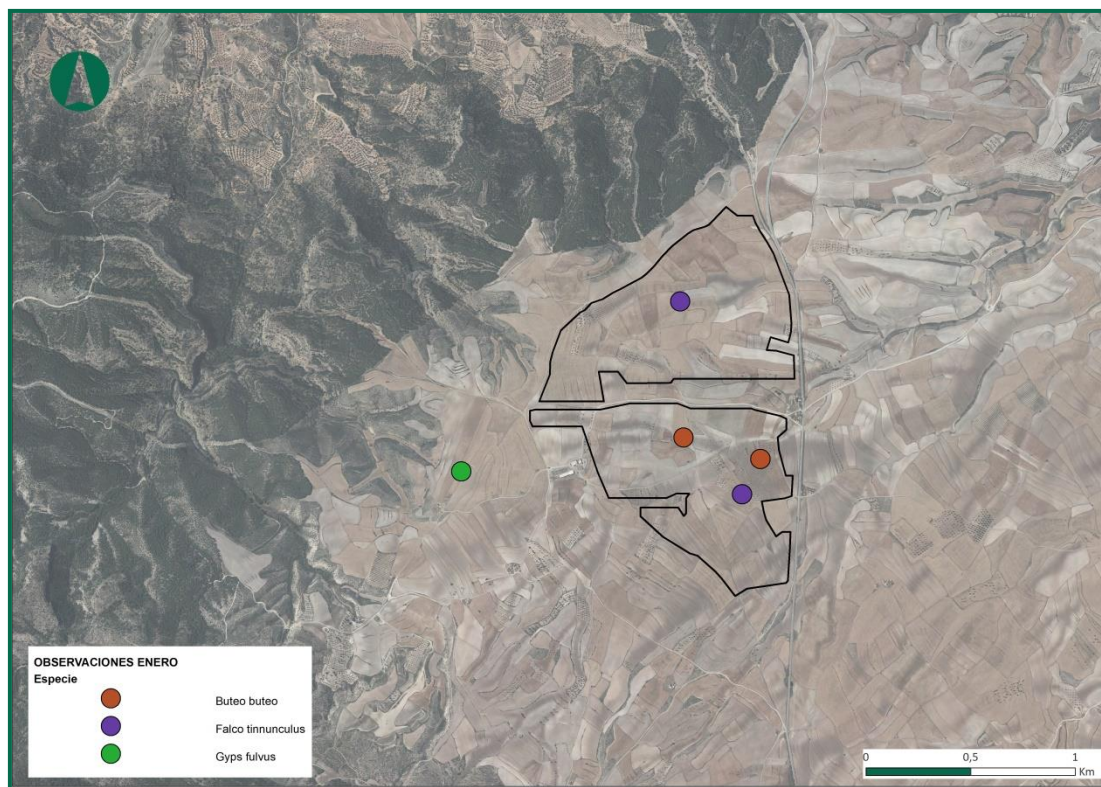 OBSERVACIONES ENERO
Especie
Buteo buteo
Falco tinnunculus
Gyps fulvus
0 0,5 1
Km